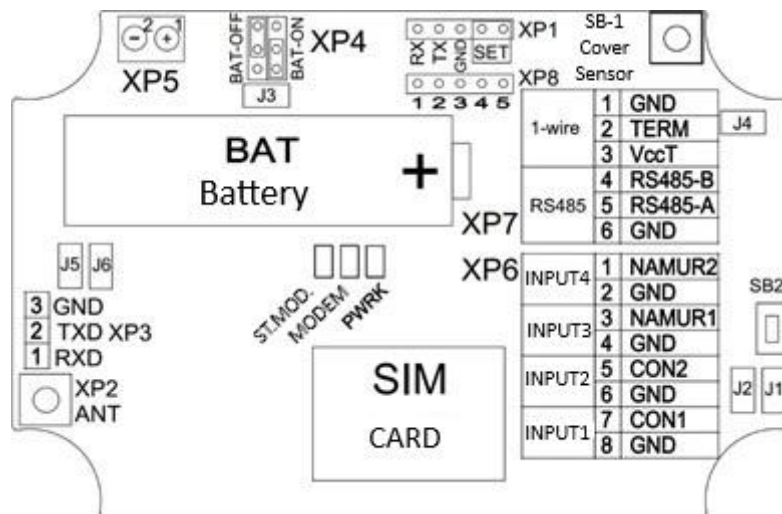 2 1
XP5
BAT-OFF
BAT-ON
XP4
J3
XP1
RX
TX
GND
SET
XP8
1 2 3 4 5
SB-1
Cover
Sensor
BAT
Battery
+
1-wire
1 GND
2 TERM
3 VccT
J4
RS485
4 RS485-B
5 RS485-A
6 GND
XP7
XP6
INPUT4
1 NAMUR2
2 GND
INPUT3
3 NAMUR1
4 GND
INPUT2
5 CON2
6 GND
INPUT1
7 CON1
8 GND
SB2
J2 J1
J5 J6
3 GND
2 TXD XP3
1 RXD
XP2
ANT
ST.MOD.
MODEM
PWRK
SIM
CARD